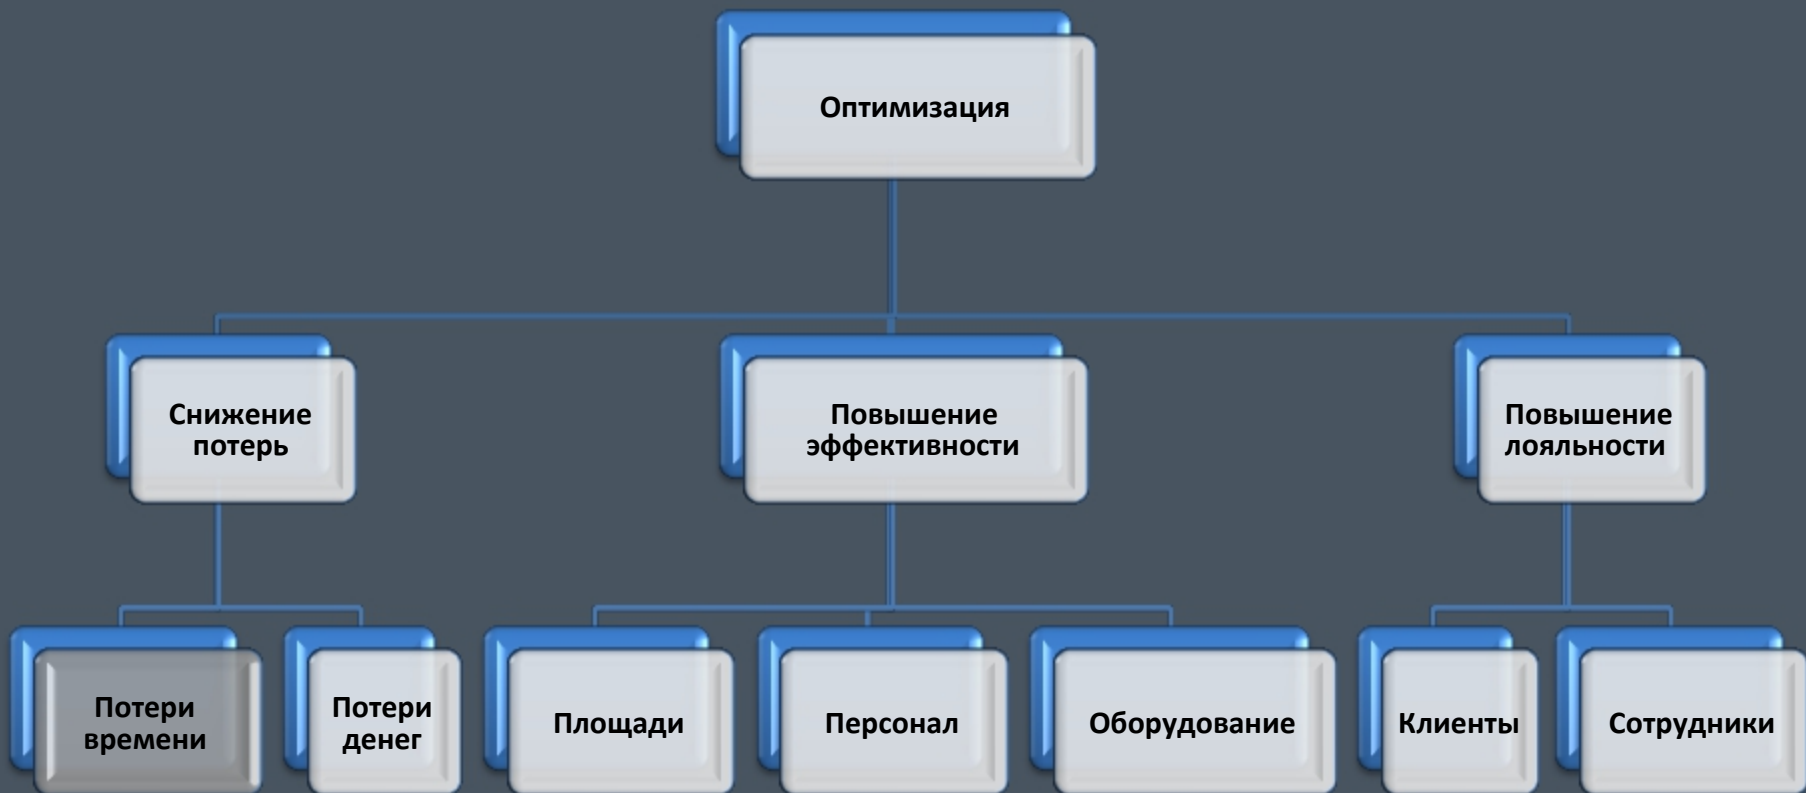 Оптимизация
Снижение
потерь
Повышение
эффективности
Повышение
лояльности
Потери
времени
Потери
денег
Площади
Персонал
Оборудование
Клиенты
Сотрудники